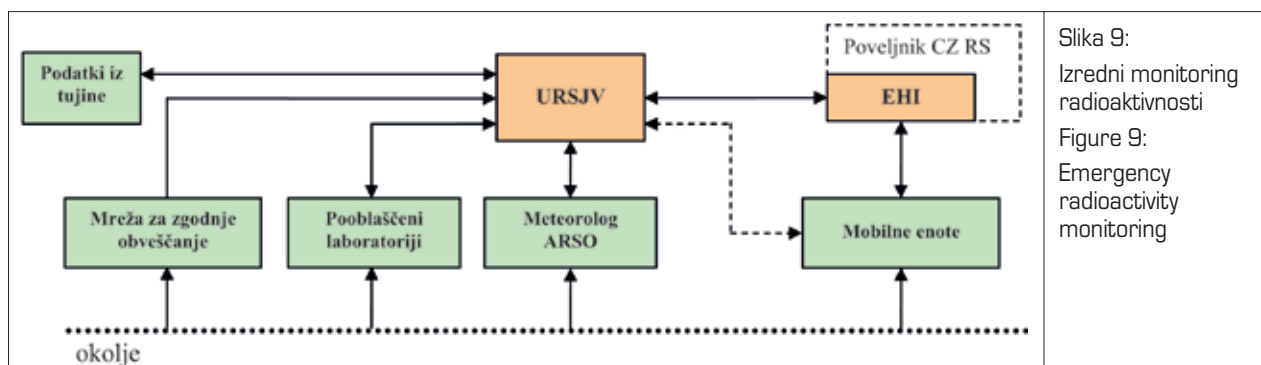 Podatki iz
tujine
URSJV
Poveljnik CZ RS
EHI
Mreža za zgodnje
obveščanje
Pooblaščeni
laboratoriji
Meteorolog
ARSO
Mobilne enote
okolje
Slika 9:
Izredni monitoring
radioaktivnosti
Figure 9:
Emergency
radioactivity
monitoring